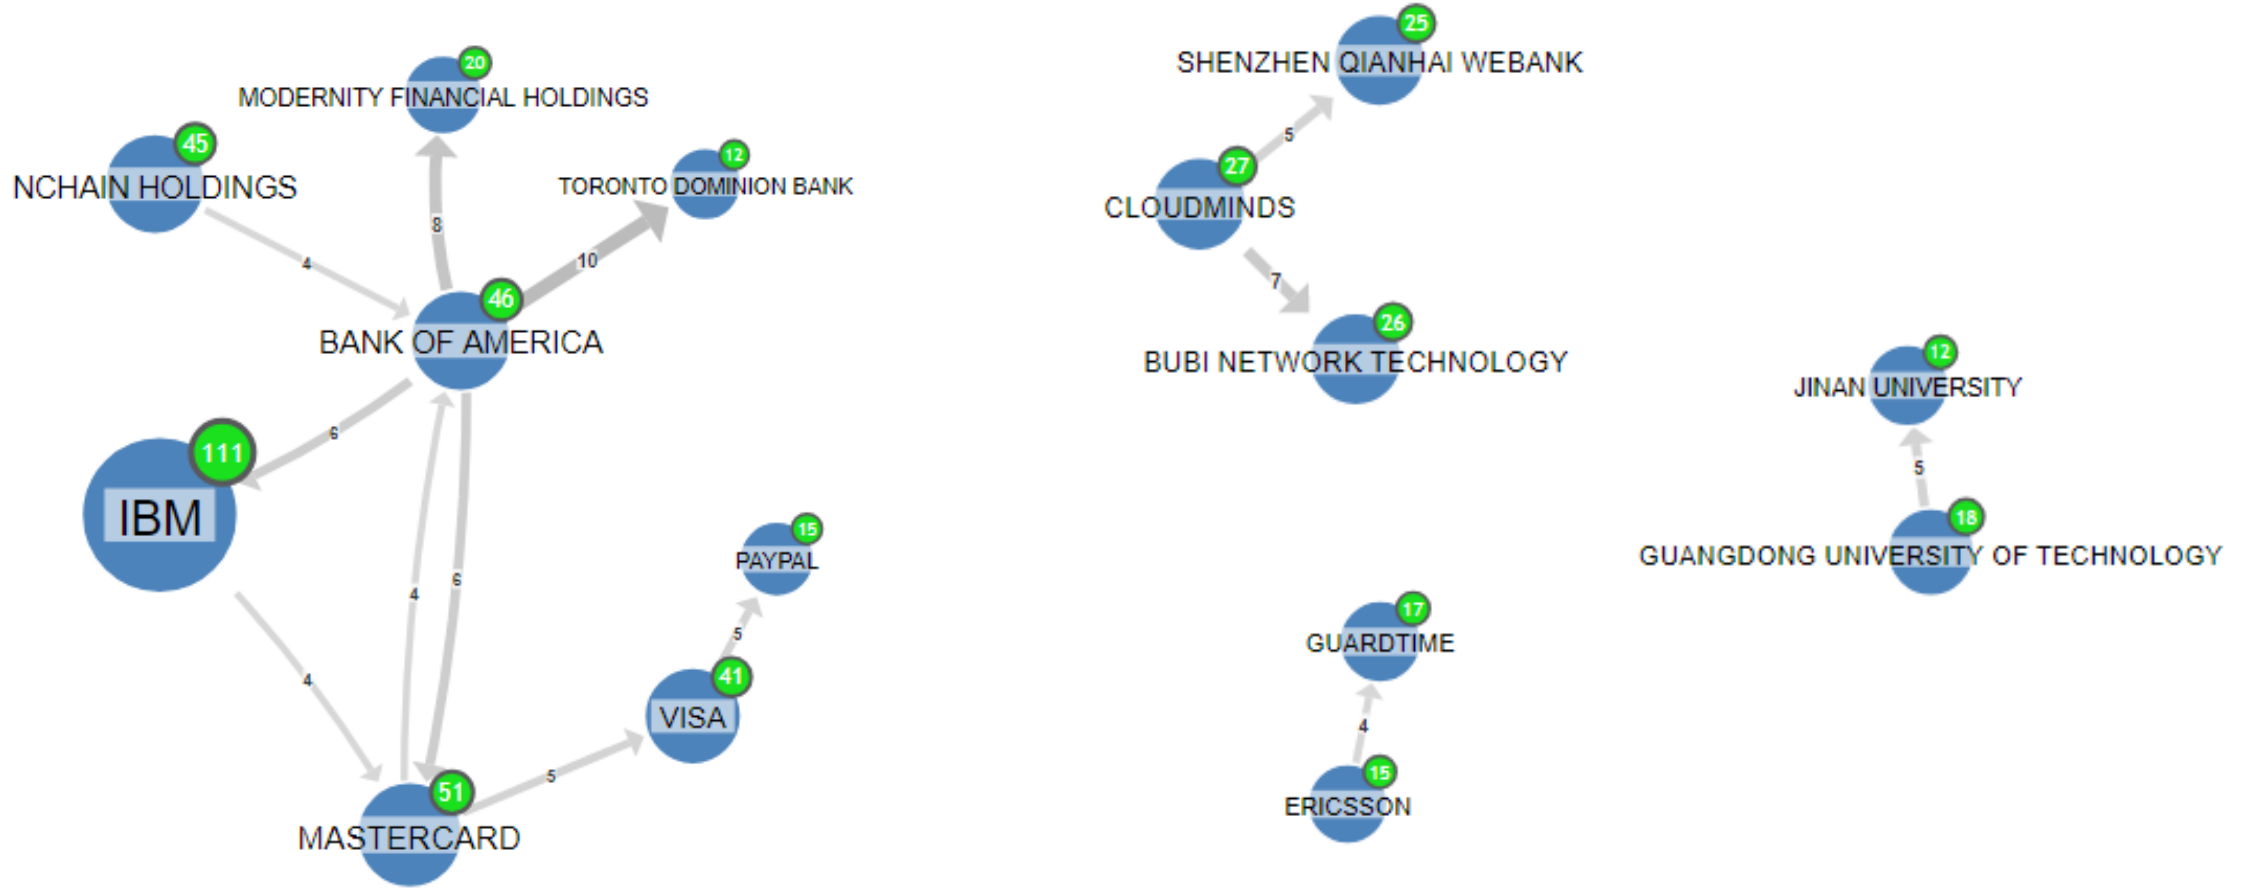 20
MODERNITY FINANCIAL HOLDINGS
45
NCHAIN HOLDINGS
12
TORONTO DOMINION BANK
8
4
10
46
BANK OF AMERICA
6
111
IBM
4
6
4
15
PAYPAL
5
41
VISA
5
51
MASTERCARD
25
SHENZHEN QIANHAI WEBANK
5
27
CLOUDMINDS
7
26
BUBI NETWORK TECHNOLOGY
17
GUARDTIME
4
15
ERICSSON
12
JINAN UNIVERSITY
5
18
GUANGDONG UNIVERSITY OF TECHNOLOGY